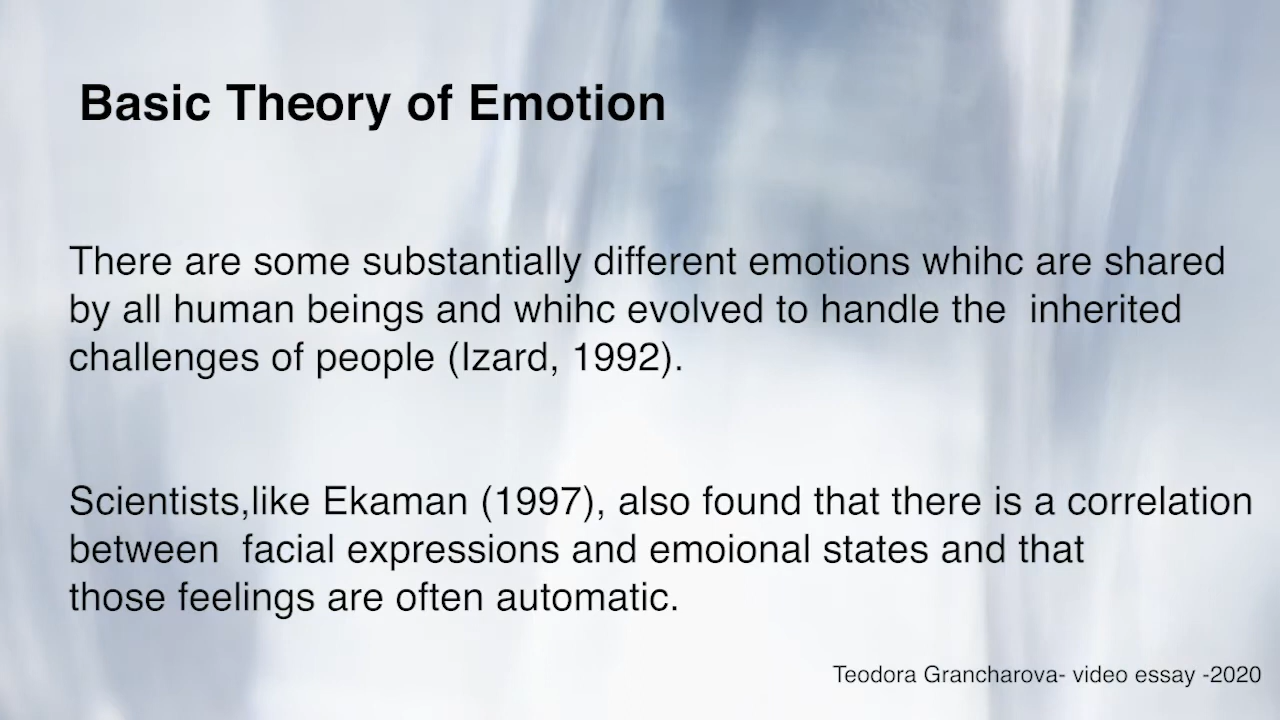 Basic Theory of Emotion
There are some substantially different emotions whihc are shared
by all human beings and whihc evolved to handle the  inherited
challenges of people (Izard, 1992).
Scientists,like Ekaman (1997), also found that there is a correlation
between  facial expressions and emoional states and that
those feelings are often automatic.
Teodora Grancharova- video essay -2020